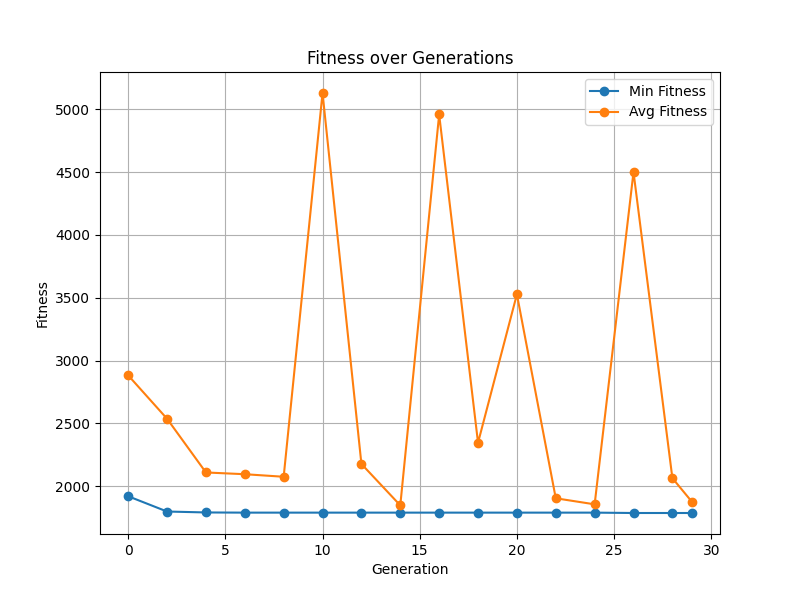 Fitness over Generations
Min Fitness
Avg Fitness
5000
4500
4000
3500
3000
2500
2000
Fitness
0 5 10 15 20 25 30
Generation